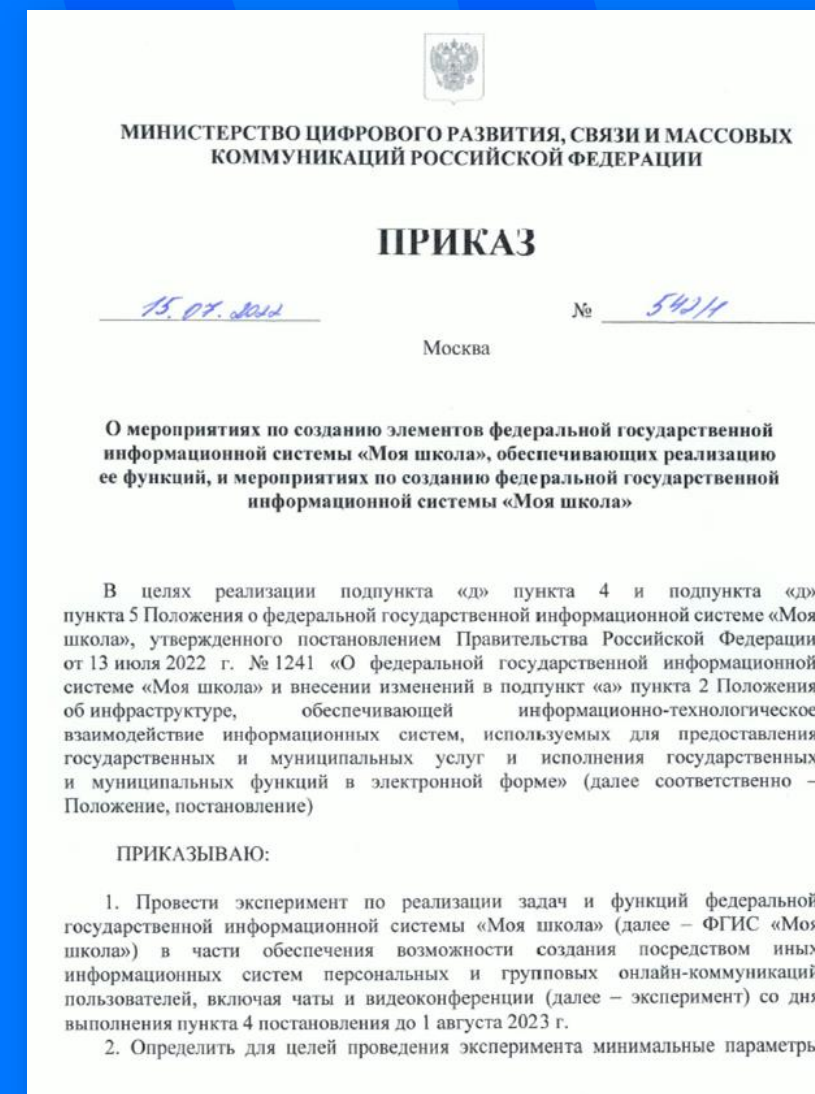 МИНИСТЕРСТВО ЦИФРОВОГО РАЗВИТИЯ, СВЯЗИ И МАССОВЫХ
КОММУНИКАЦИЙ РОССИЙСКОЙ ФЕДЕРАЦИИ
ПРИКАЗ
15.07.2022 № 542/1
Москва
О мероприятиях по созданию элементов федеральной государственной
информационной системы «Моя школа», обеспечивающих реализацию
ее функций, и мероприятиях по созданию федеральной государственной
информационной системы «Моя школа»
В целях реализации подпункта «д» пункта 4 и подпункта «д»
пункта 5 Положения о федеральной государственной информационной системе «Моя
школа», утвержденного постановлением Правительства Российской Федерации
от 13 июля 2022 г. № 1241 «О федеральной государственной информационной
системе «Моя школа» и внесении изменений в подпункт «а» пункта 2 Положения
об инфраструктуре, обеспечивающей информационно-технологическое
взаимодействие информационных систем, используемых для предоставления
государственных и муниципальных услуг и исполнения государственных
и муниципальных функций в электронной форме» (далее соответственно –
Положение, постановление)
ПРИКАЗЫВАЮ:
1. Провести эксперимент по реализации задач и функций федеральной
государственной информационной системы «Моя школа» (далее – ФГИС «Моя
школа») в части обеспечения возможности создания посредством иных
информационных систем персональных и групповых онлайн-коммуникаций
пользователей, включая чаты и видеоконференции (далее – эксперимент) со дня
выполнения пункта 4 постановления до 1 августа 2023 г.
2. Определить для целей проведения эксперимента минимальные параметры